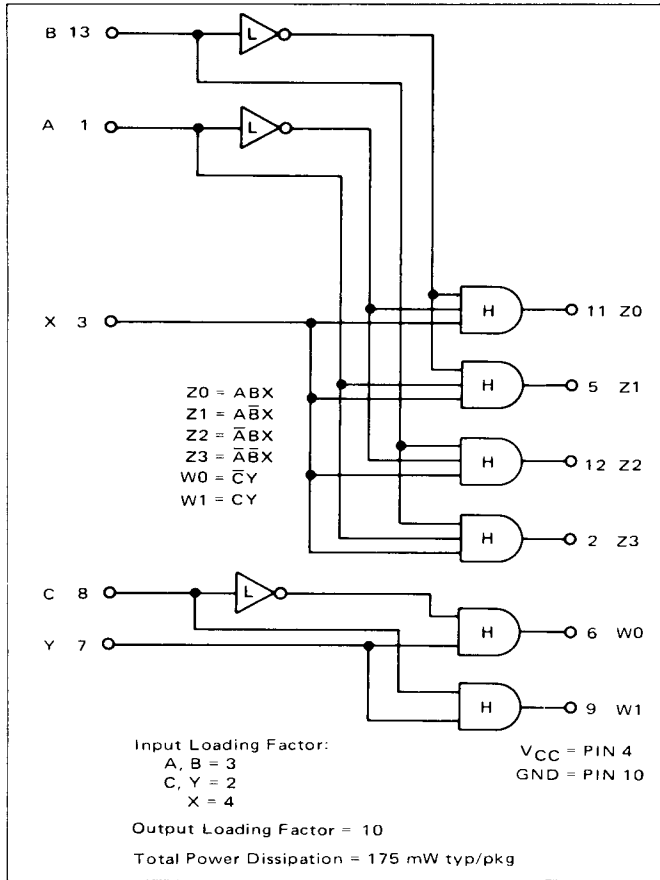 B 13
L
A 1
L
X 3
H
11 Z0
H
5 Z1
H
12 Z2
H
2 Z3
Z0 = ABX
Z1 = AB̅X
Z2 = A̅BX
Z3 = A̅B̅X
W0 = C̅Y
W1 = CY
C 8
L
Y 7
H
6 W0
H
9 W1
Input Loading Factor:
A, B = 3
C, Y = 2
X = 4
VCC = PIN 4
GND = PIN 10
Output Loading Factor = 10
Total Power Dissipation = 175 mW typ/pkg